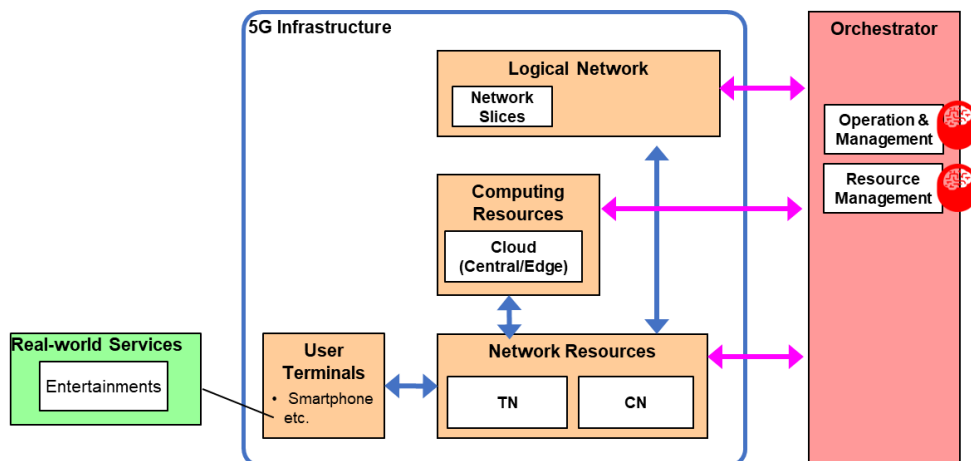 5G Infrastructure
Orchestrator
Logical Network
Network
Slices
Operation &
Management
Resource
Management
Computing
Resources
Cloud
(Central/Edge)
Real-world Services
Entertainments
User
Terminals
• Smartphone
etc.
Network Resources
TN
CN